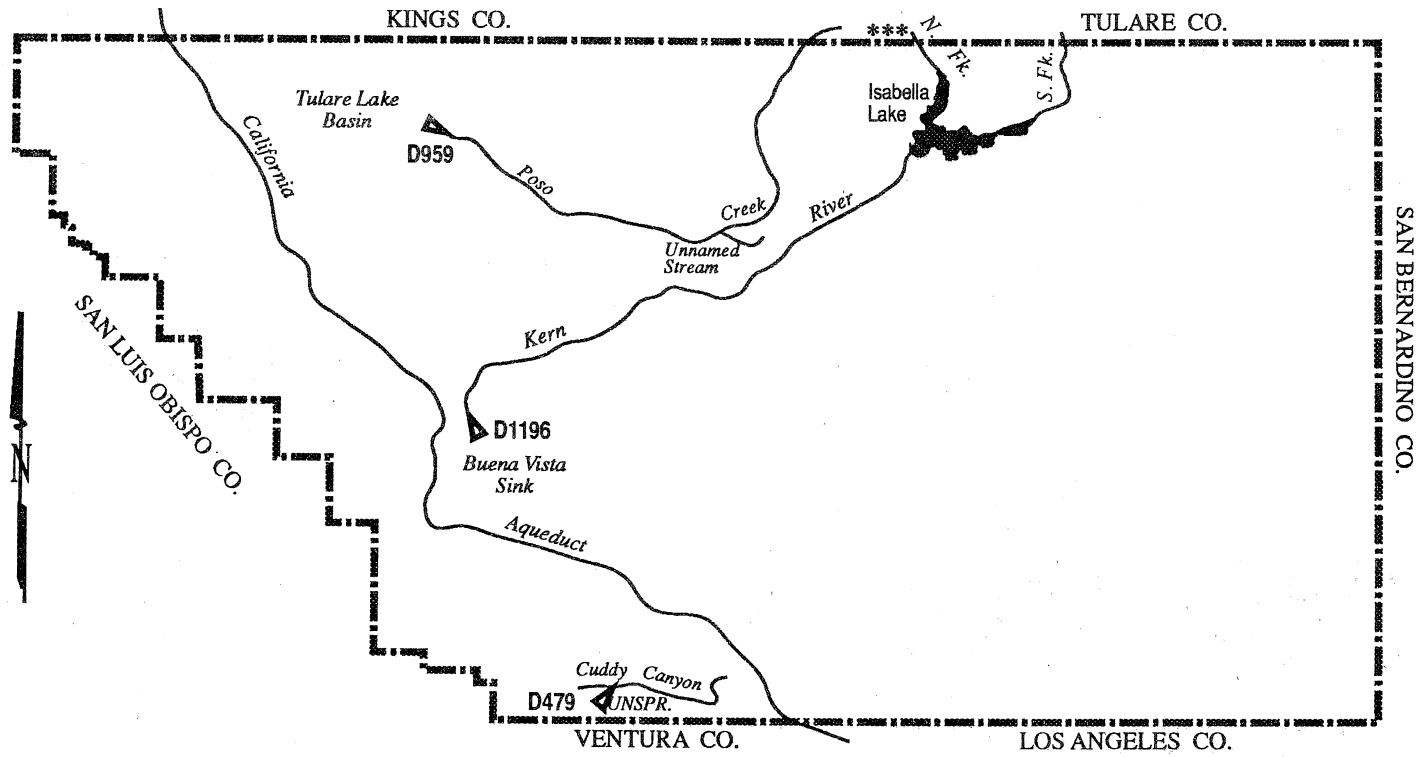 KINGS CO.
***
N. Fk.
TULARE CO.
S. Fk.
Isabella
Lake
Tulare Lake
Basin
D959
California
Poso
Creek
River
Unnamed
Stream
SAN BERNARDINO CO.
SAN LUIS OBISPO CO.
N
Kern
D1196
Buena Vista
Sink
Aqueduct
Cuddy Canyon
D479
UNSPR.
VENTURA CO.
LOS ANGELES CO.